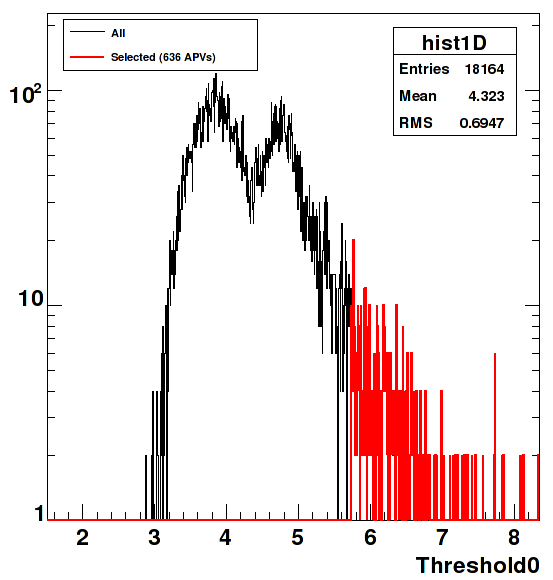 All
Selected (636 APVs)
hist1D
Entries 18164
Mean 4.323
RMS 0.6947
10²
10
1
2 3 4 5 6 7 8
Threshold0